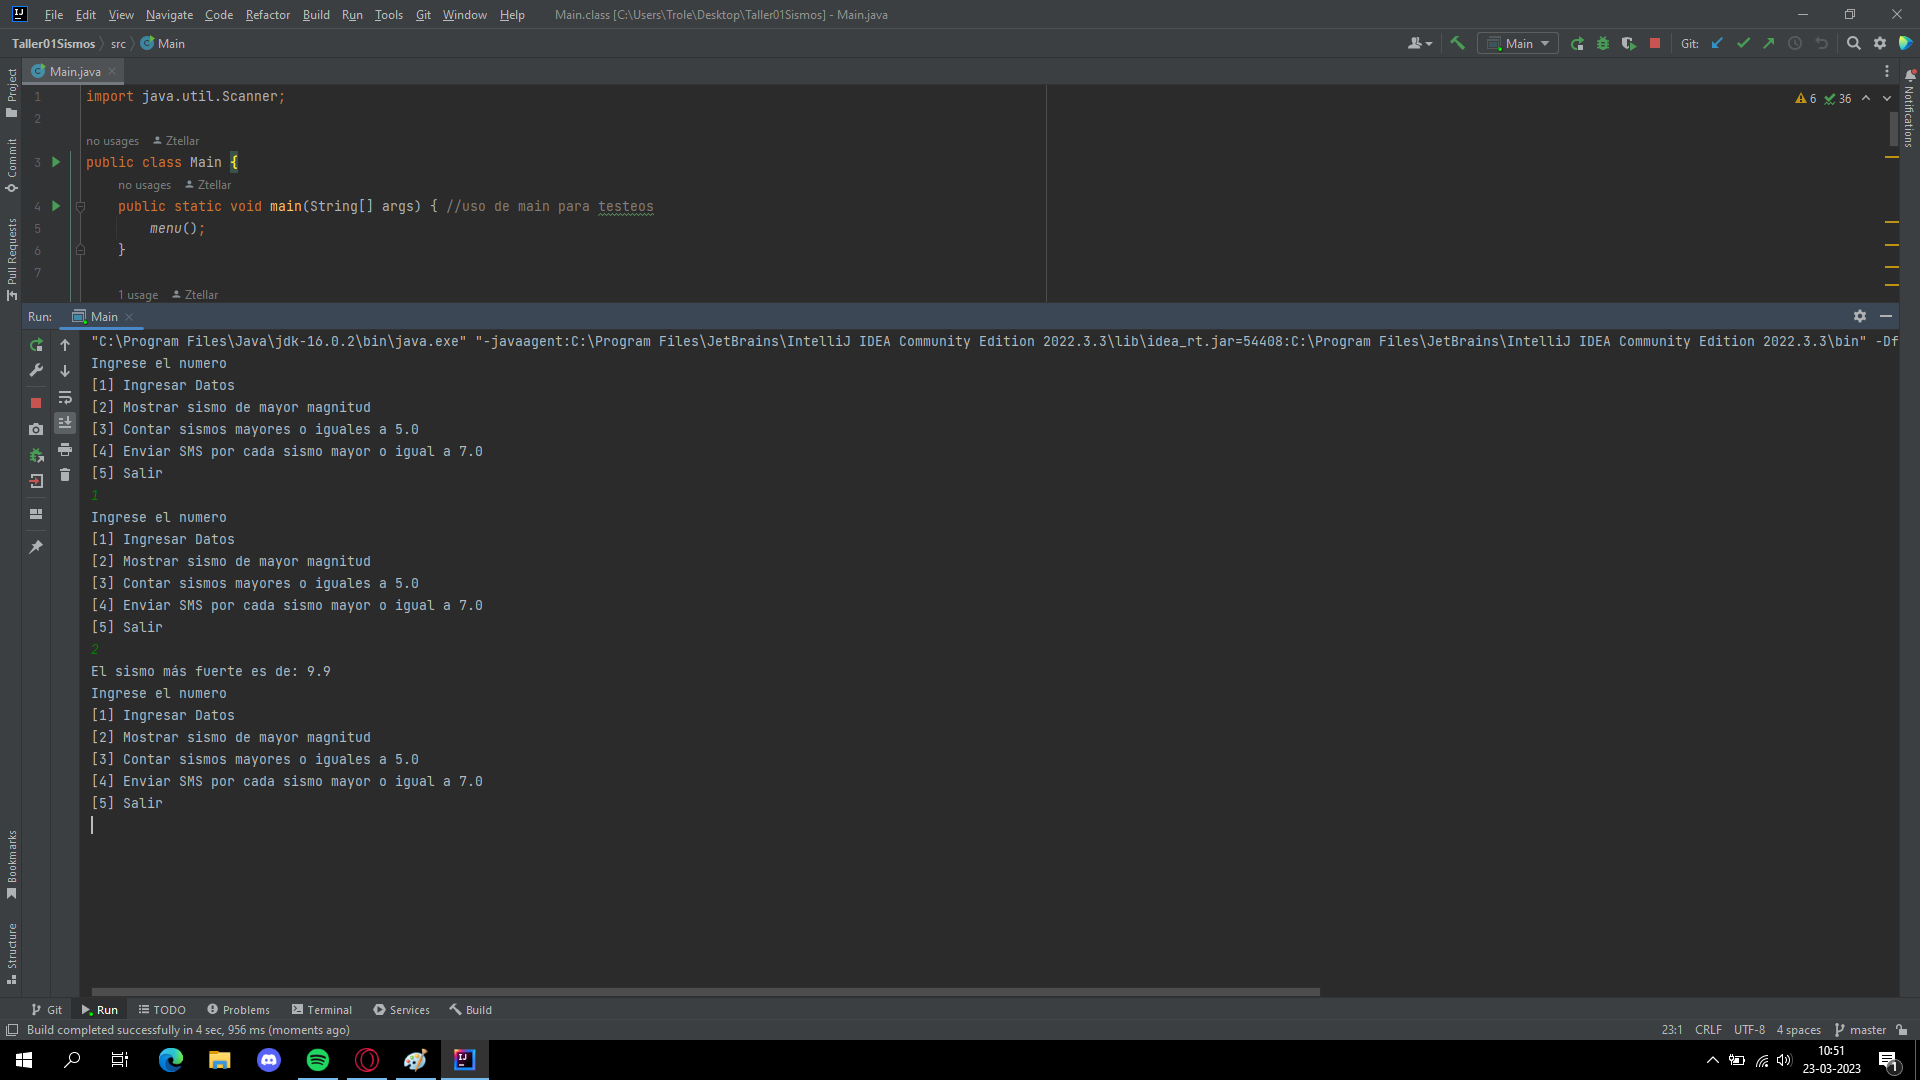 File Edit View Navigate Code Refactor Build Run Tools Git Window Help Main.class [C:\Users\Trole\Desktop\Taller01Sismos] - Main.java
Taller01Sismos src Main
Main Git:
Main.java
Project
Commit
Pull Requests
Bookmarks
Structure
Notifications
6 36
1 import java.util.Scanner;
2
no usages Ztellar
3 public class Main {
no usages Ztellar
4 public static void main(String[] args) { //uso de main para testeos
5 menu();
6 }
7
1 usage Ztellar
Run: Main
"C:\Program Files\Java\jdk-16.0.2\bin\java.exe" "-javaagent:C:\Program Files\JetBrains\IntelliJ IDEA Community Edition 2022.3.3\lib\idea_rt.jar=54408:C:\Program Files\JetBrains\IntelliJ IDEA Community Edition 2022.3.3\bin" -Df
Ingrese el numero
[1] Ingresar Datos
[2] Mostrar sismo de mayor magnitud
[3] Contar sismos mayores o iguales a 5.0
[4] Enviar SMS por cada sismo mayor o igual a 7.0
[5] Salir
1
Ingrese el numero
[1] Ingresar Datos
[2] Mostrar sismo de mayor magnitud
[3] Contar sismos mayores o iguales a 5.0
[4] Enviar SMS por cada sismo mayor o igual a 7.0
[5] Salir
2
El sismo más fuerte es de: 9.9
Ingrese el numero
[1] Ingresar Datos
[2] Mostrar sismo de mayor magnitud
[3] Contar sismos mayores o iguales a 5.0
[4] Enviar SMS por cada sismo mayor o igual a 7.0
[5] Salir
Git Run TODO Problems Terminal Services Build
Build completed successfully in 4 sec, 956 ms (moments ago) 23:1 CRLF UTF-8 4 spaces master
10:51
23-03-2023
1